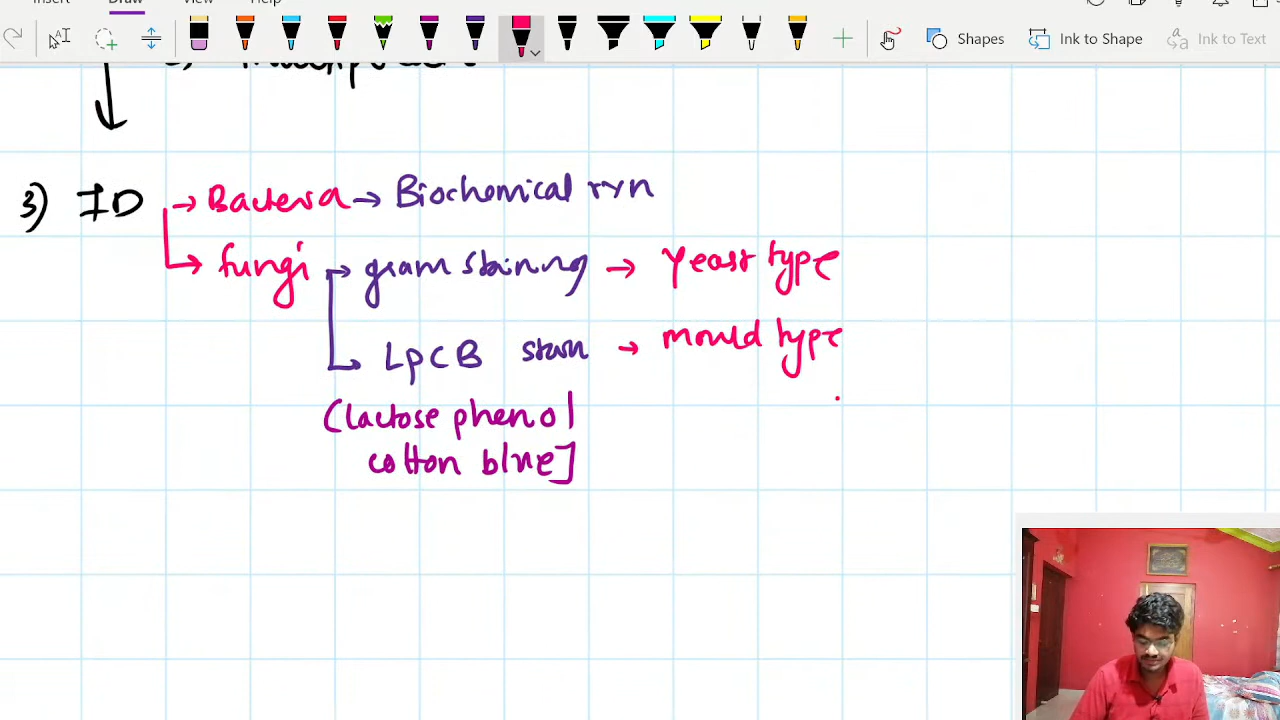 Insert Draw View Help
Shapes Ink to Shape Ink to Text
3) ID → Bacteria → Biochemical rxn
→ fungi → gram staining → Yeast type
→ LPCB stain → mould type
(lactose phenol
cotton blue]